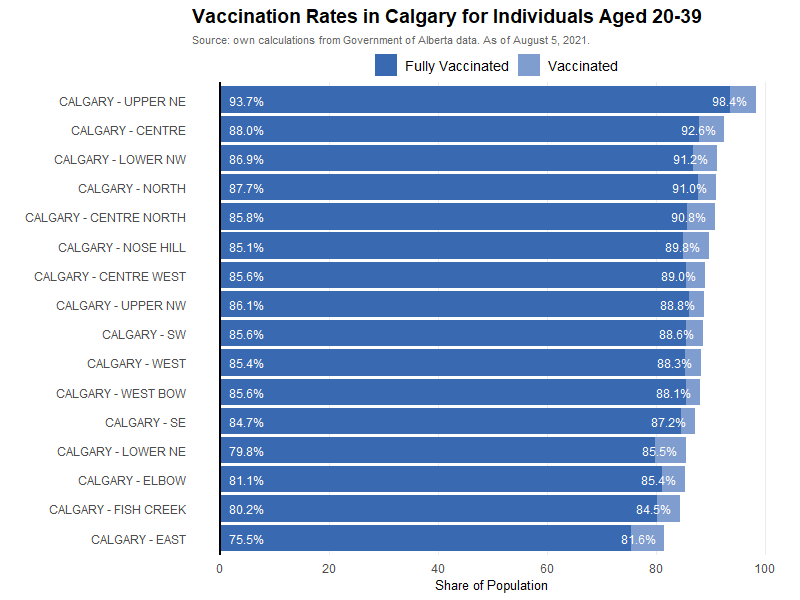 Vaccination Rates in Calgary for Individuals Aged 20-39
Source: own calculations from Government of Alberta data. As of August 5, 2021.
Fully Vaccinated Vaccinated
CALGARY - UPPER NE 93.7% 98.4%
CALGARY - CENTRE 88.0% 92.6%
CALGARY - LOWER NW 86.9% 91.2%
CALGARY - NORTH 87.7% 91.0%
CALGARY - CENTRE NORTH 85.8% 90.8%
CALGARY - NOSE HILL 85.1% 89.8%
CALGARY - CENTRE WEST 85.6% 89.0%
CALGARY - UPPER NW 86.1% 88.8%
CALGARY - SW 85.6% 88.6%
CALGARY - WEST 85.4% 88.3%
CALGARY - WEST BOW 85.6% 88.1%
CALGARY - SE 84.7% 87.2%
CALGARY - LOWER NE 79.8% 85.5%
CALGARY - ELBOW 81.1% 85.4%
CALGARY - FISH CREEK 80.2% 84.5%
CALGARY - EAST 75.5% 81.6%
0 20 40 60 80 100
Share of Population